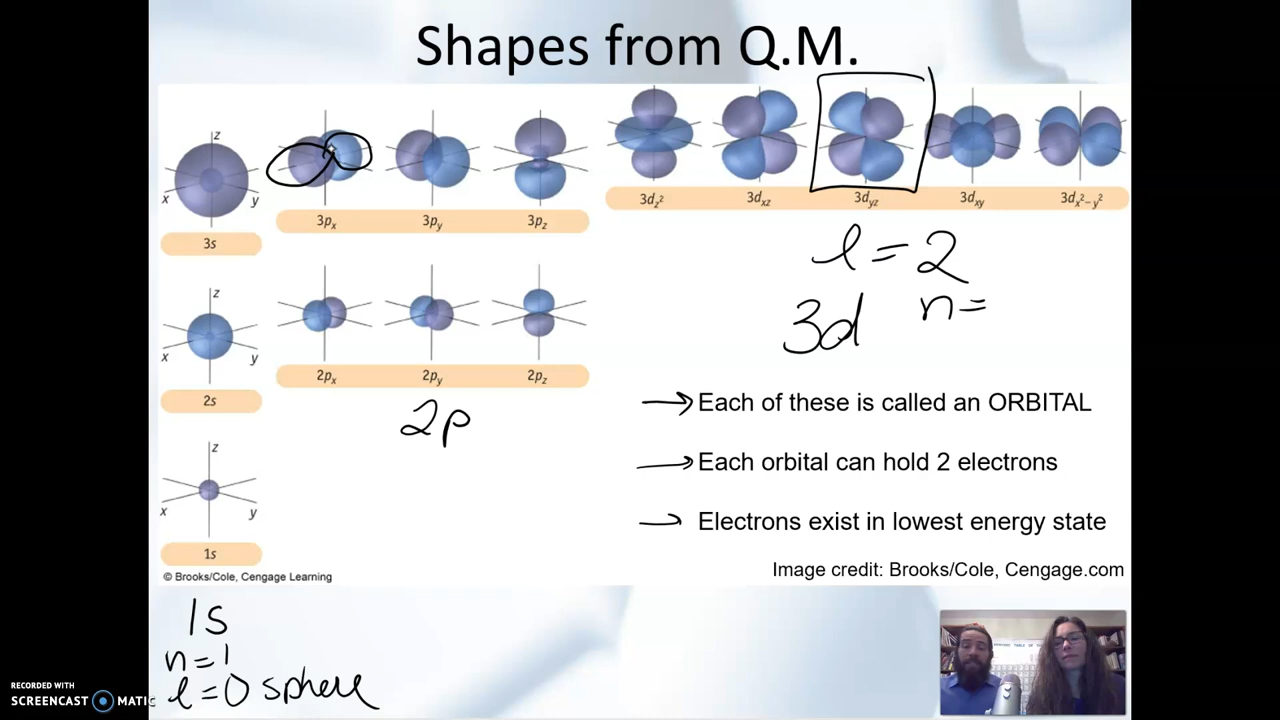 Shapes from Q.M.
z
x
y
3s
3px
3py
3pz
3dz²
3dxz
3dyz
3dxy
3dx²−y²
z
x
y
2s
2px
2py
2pz
2p
l = 2
3d n =
z
x
y
1s
Each of these is called an ORBITAL
Each orbital can hold 2 electrons
Electrons exist in lowest energy state
© Brooks/Cole, Cengage Learning
Image credit: Brooks/Cole, Cengage.com
1s
n = 1
l = 0 sphere
RECORDED WITH
SCREENCAST MATIC